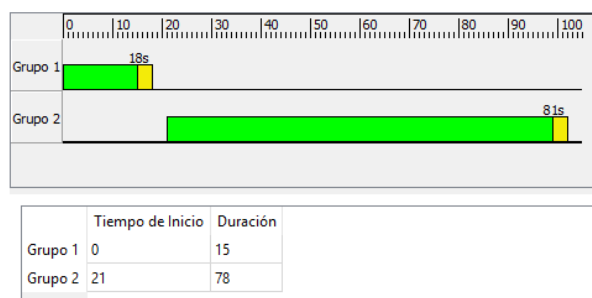 0 10 20 30 40 50 60 70 80 90 100
18s
Grupo 1
81s
Grupo 2
Tiempo de Inicio Duración
Grupo 1 0 15
Grupo 2 21 78